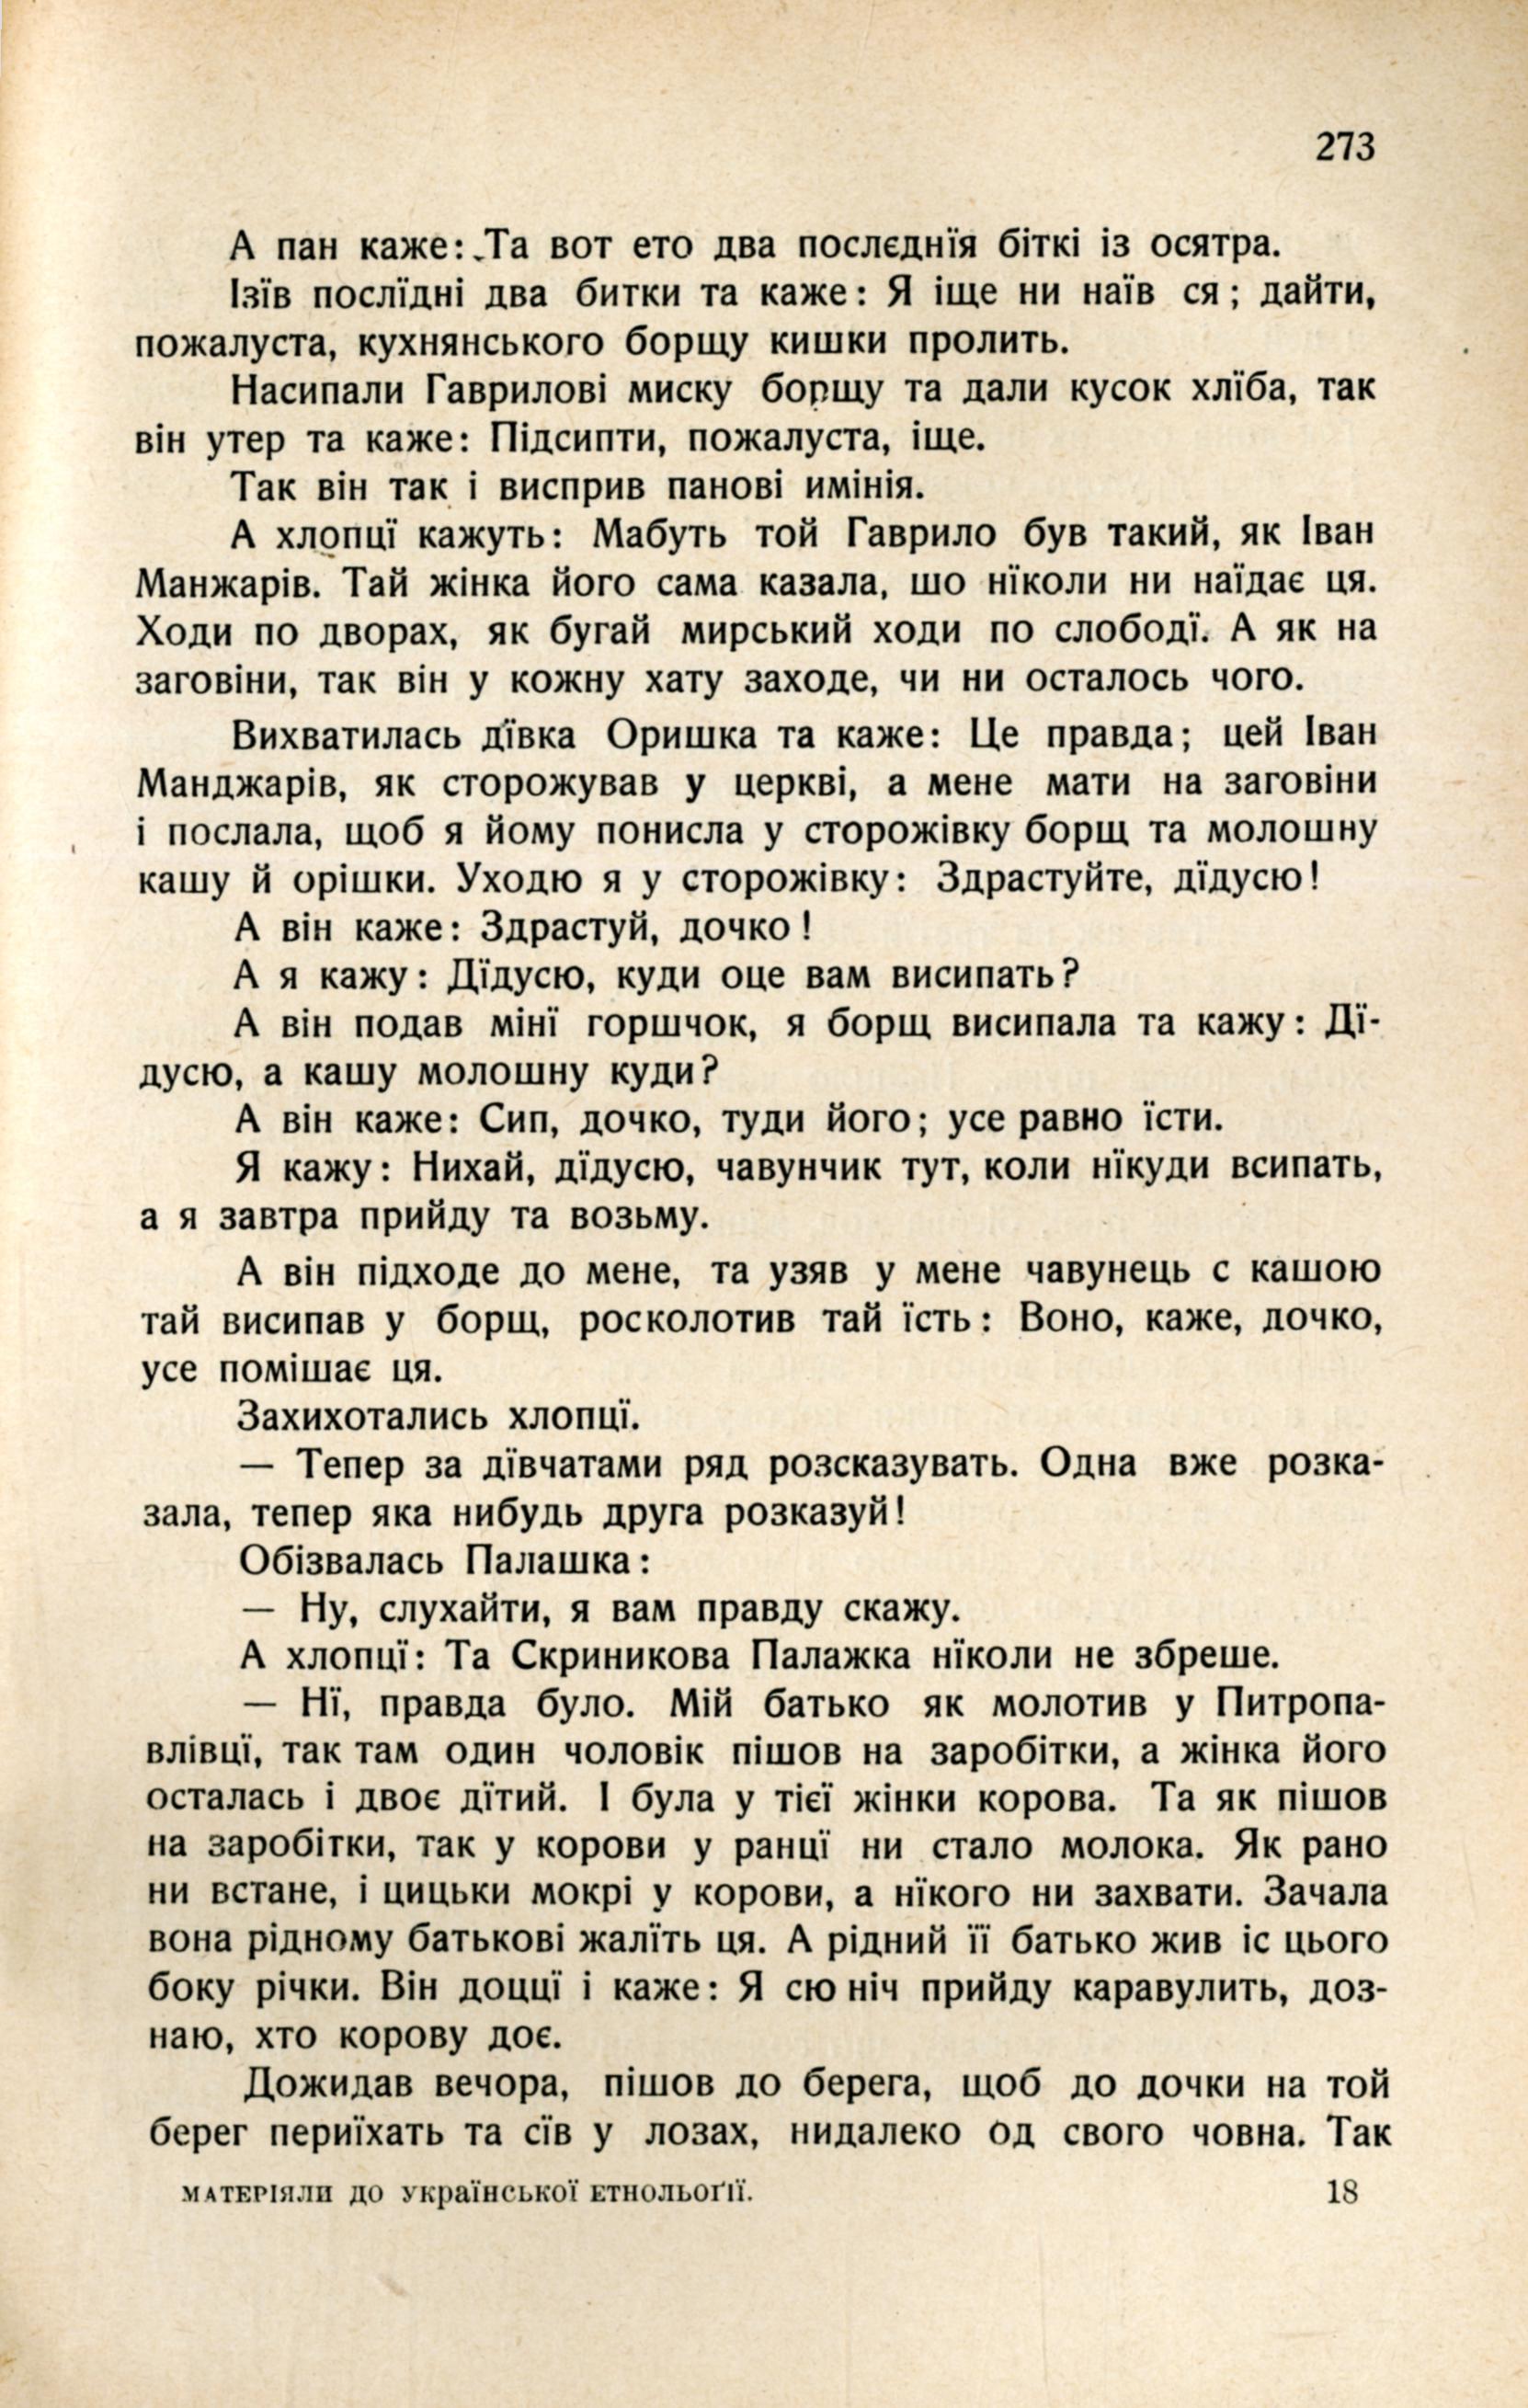 273
А пан каже: Та вот ето два послєднїя біткі із осятра.
Ізїв послїдні два битки та каже: Я іще ни наїв ся; дайти,
пожалуста, кухнянського борщу кишки пролить.
Насипали Гаврилові миску борщу та дали кусок хлїба, так
він утер та каже: Підсипти, пожалуста, іще.
Так він так і висприв панові имінія.
А хлопцї кажуть: Мабуть той Гаврило був такий, як Іван
Манжарів. Тай жінка його сама казала, шо нїколи ни наїдає ця.
Ходи по дворах, як бугай мирський ходи по слободї. А як на
заговіни, так він у кожну хату заходе, чи ни осталось чого.
Вихватилась дївка Оришка та каже: Це правда; цей Іван
Манджарів, як сторожував у церкві, а мене мати на заговіни
і послала, щоб я йому понисла у сторожівку борщ та молошну
кашу й орішки. Уходю я у сторожівку: Здрастуйте, дїдусю!
А він каже: Здрастуй, дочко!
А я кажу: Дїдусю, куди оце вам висипать?
А він подав мінї горшчок, я борщ висипала та кажу: Дї-
дусю, а кашу молошну куди?
А він каже: Сип, дочко, туди його; усе равно їсти.
Я кажу: Нихай, дїдусю, чавунчик тут, коли нїкуди всипать,
а я завтра прийду та возьму.
А він підходе до мене, та узяв у мене чавунець с кашою
тай висипав у борщ, росколотив тай їсть: Воно, каже, дочко,
усе помішає ця.
Захихотались хлопцї.
— Тепер за дївчатами ряд розсказувать. Одна вже розка-
зала, тепер яка нибудь друга розказуй!
Обізвалась Палашка:
— Ну, слухайти, я вам правду скажу.
А хлопцї: Та Скриникова Палажка нїколи не збреше.
— Нї, правда було. Мій батько як молотив у Питропа-
влівцї, так там один чоловік пішов на заробітки, а жінка його
осталась і двоє дїтий. І була у тієї жінки корова. Та як пішов
на заробітки, так у корови у ранцї ни стало молока. Як рано
ни встане, і цицьки мокрі у корови, а нїкого ни захвати. Зачала
вона рідному батькові жалїть ця. А рідний її батько жив іс цього
боку річки. Він доцції і каже: Я сю ніч прийду каравулить, доз-
наю, хто корову доє.
Дожидав вечора, пішов до берега, щоб до дочки на той
берег периїхать та сїв у лозах, нидалеко од свого човна. Так
МАТЕРІЯЛИ ДО УКРАЇНСЬКОЇ ЕТНОЛЬОҐІЇ.
18